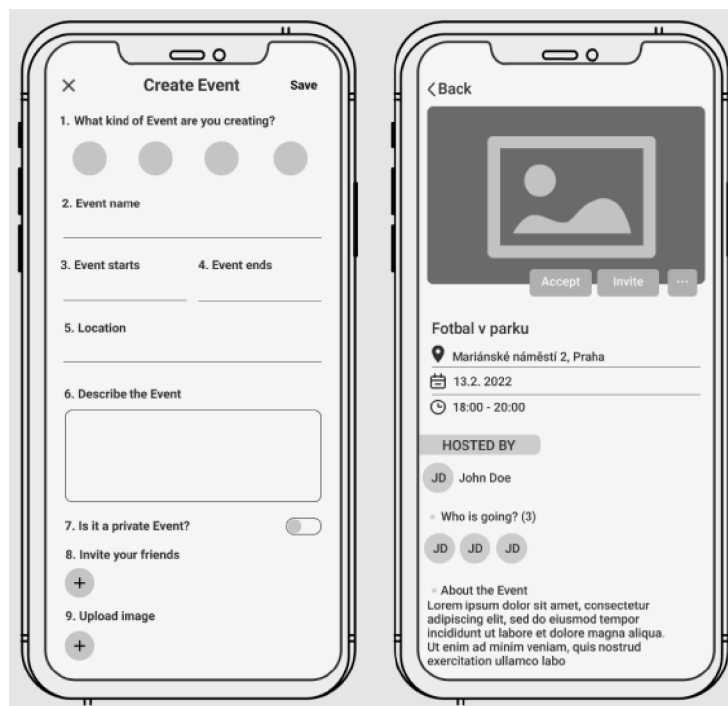 Create Event
Save
1. What kind of Event are you creating?
2. Event name
3. Event starts
4. Event ends
5. Location
6. Describe the Event
7. Is it a private Event?
8. Invite your friends
+
9. Upload image
+
Back
Accept
Invite
...
Fotbal v parku
Mariánské náměstí 2, Praha
13.2. 2022
18:00 - 20:00
HOSTED BY
JD John Doe
Who is going? (3)
JD JD JD
About the Event
Lorem ipsum dolor sit amet, consectetur
adipiscing elit, sed do eiusmod tempor
incididunt ut labore et dolore magna aliqua.
Ut enim ad minim veniam, quis nostrud
exercitation ullamco labo